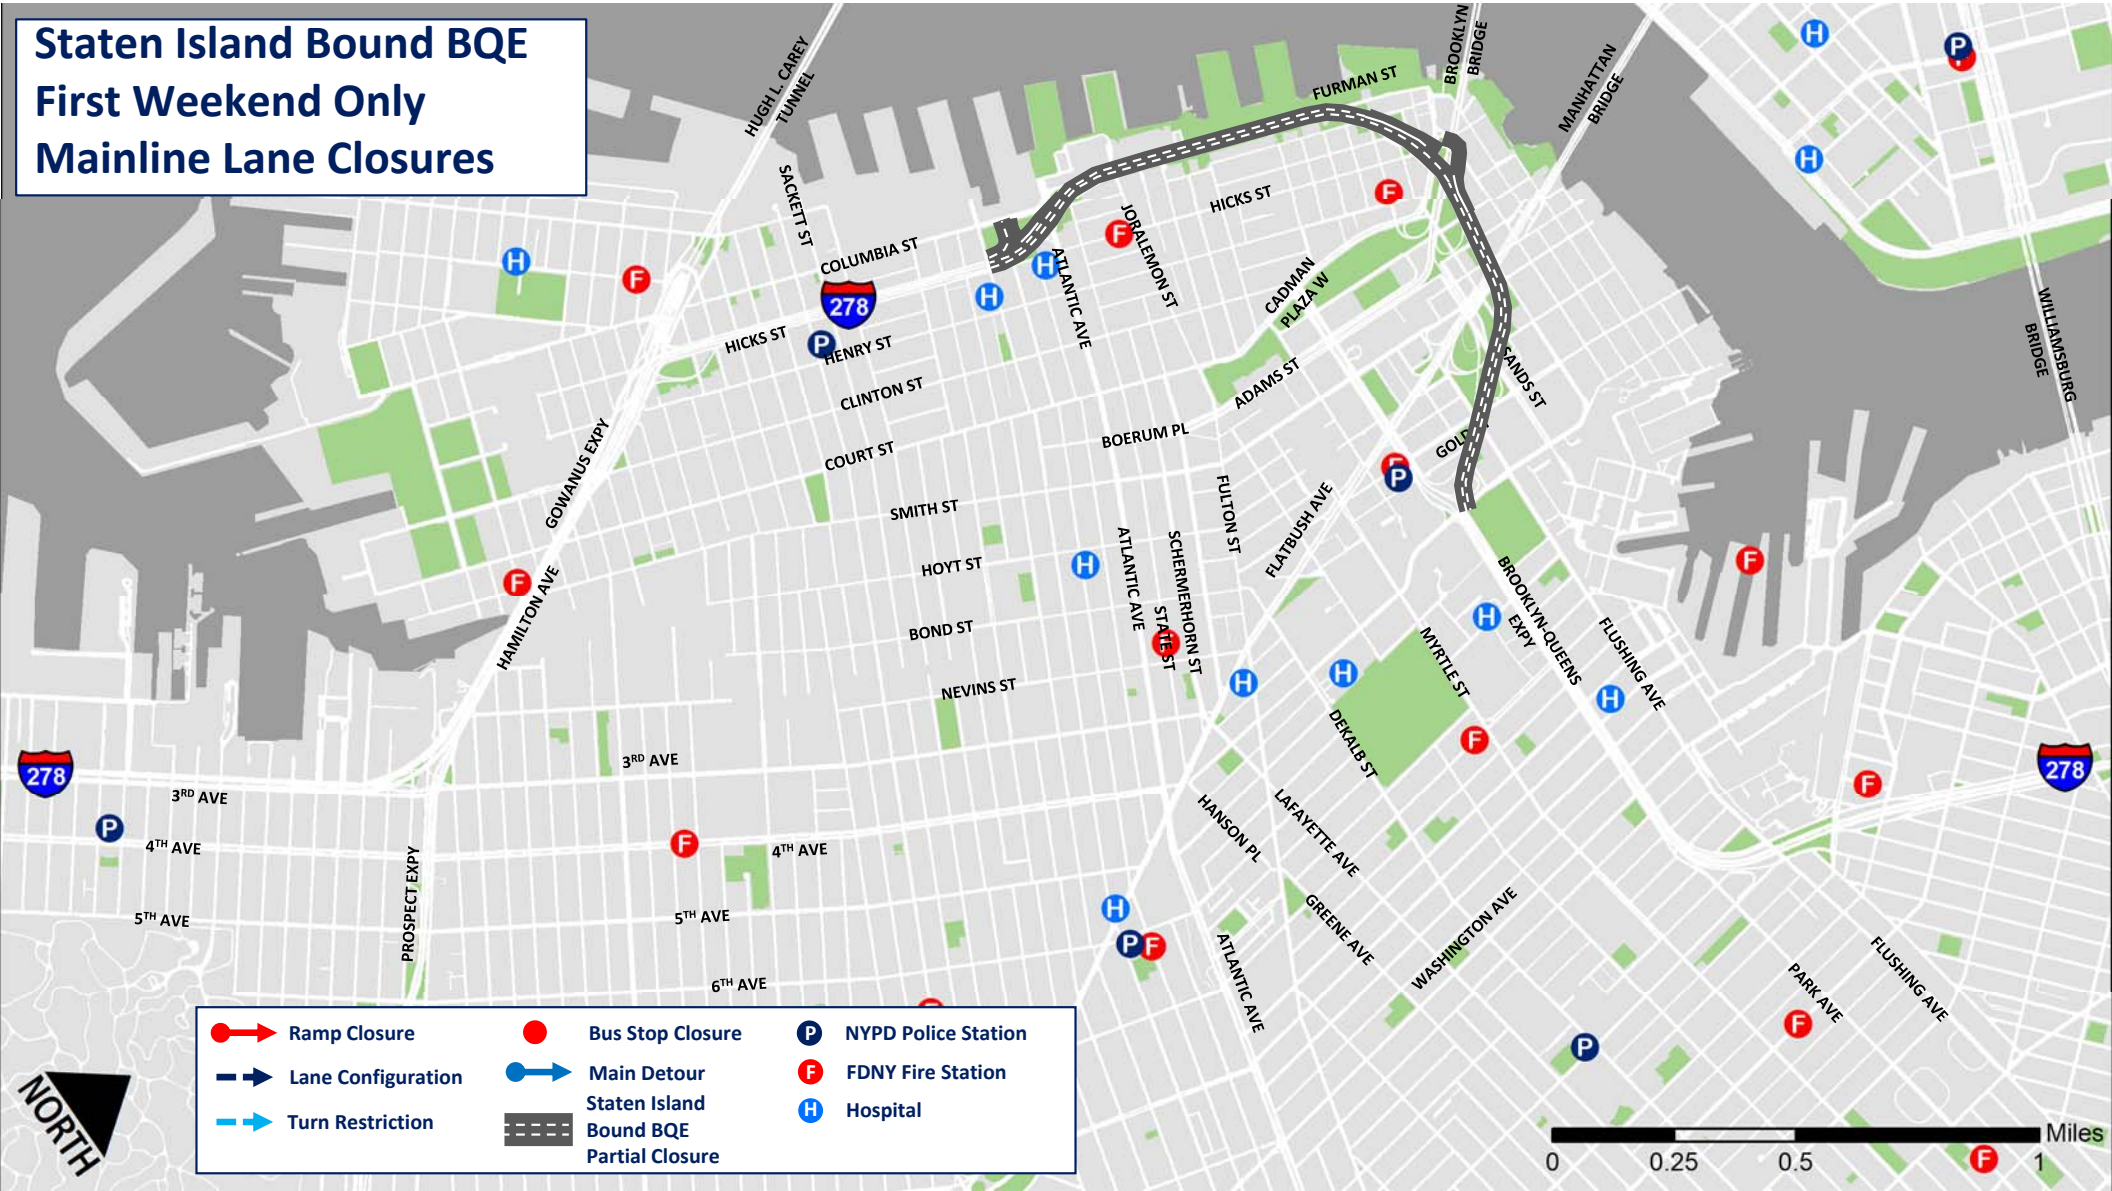 Staten Island Bound BQE
First Weekend Only
Mainline Lane Closures
HUGH L. CAREY
TUNNEL
BROOKLYN
BRIDGE
MANHATTAN
BRIDGE
WILLIAMSBURG
BRIDGE
FURMAN ST
SACKETT ST
COLUMBIA ST
HICKS ST
JORALEMON ST
ATLANTIC AVE
CADMAN
PLAZA W
278
HICKS ST
HENRY ST
CLINTON ST
COURT ST
BOERUM PL
ADAMS ST
SANDS ST
GOLD
GOWANUS EXPY
HAMILTON AVE
SMITH ST
HOYT ST
BOND ST
NEVINS ST
FULTON ST
FLATBUSH AVE
ATLANTIC AVE
STATE ST
SCHERMERHORN ST
MYRTLE ST
DEKALB ST
BROOKLYN-QUEENS
EXPY
FLUSHING AVE
278
3RD AVE
3RD AVE
4TH AVE
4TH AVE
5TH AVE
5TH AVE
6TH AVE
PROSPECT EXPY
HANSON PL
LAFAYETTE AVE
GREENE AVE
WASHINGTON AVE
ATLANTIC AVE
PARK AVE
FLUSHING AVE
278
H
H
H
H
H
H
H
H
H
H
H
F
F
F
F
F
F
F
F
F
F
F
F
F
P
P
P
P
P
P
Ramp Closure
Lane Configuration
Turn Restriction
Bus Stop Closure
Main Detour
Staten Island
Bound BQE
Partial Closure
P NYPD Police Station
F FDNY Fire Station
H Hospital
NORTH
Miles
0 0.25 0.5 1